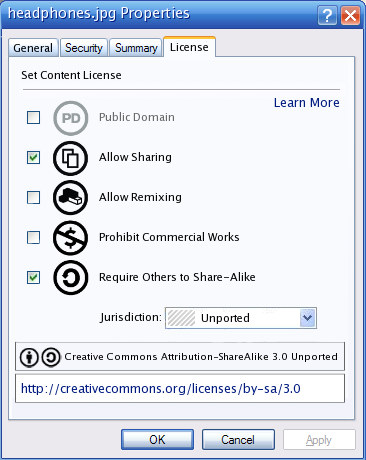 headphones.jpg Properties
General Security Summary License
Set Content License
Learn More
PD Public Domain
Allow Sharing
Allow Remixing
$ Prohibit Commercial Works
Require Others to Share-Alike
Jurisdiction: Unported
Creative Commons Attribution-ShareAlike 3.0 Unported
http://creativecommons.org/licenses/by-sa/3.0
OK Cancel Apply